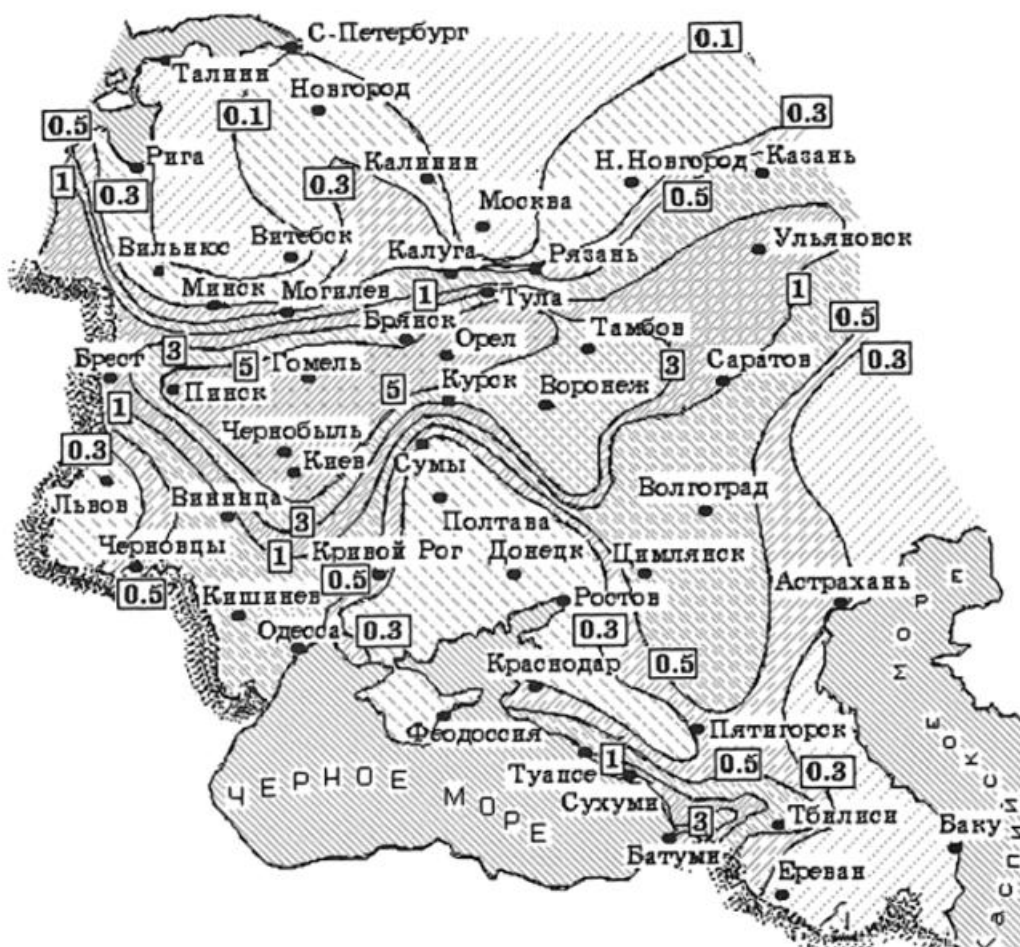 0.1
С-Петербург
Талинн
Новгород
0.1
0.5
0.3
Рига
Калинин
Н.Новгород
Казань
1
0.3
0.3
0.5
Москва
Вильнюс
Витебск
Калуга
Рязань
Ульяновск
Минск
Могилев
1
Тула
1
Брянск
Тамбов
0.5
3
Орел
3
Брест
5
Гомель
Саратов
0.3
Пинск
5
Курск
Воронеж
1
Чернобыль
0.3
Киев
Сумы
Львов
Винница
3
Полтава
Волгоград
Черновцы
1
Кривой Рог
Донецк
Цимлянск
0.5
0.5
Астрахань
Кишинев
Ростов
Одесса
0.3
0.3
Краснодар
0.5
Феодоссия
Пятигорск
Туапсе
1
0.5
0.3
Сухуми
3
Тбилиси
Баку
Батуми
Ереван
ЧЕРНОЕ МОРЕ
КАСПИЙСКОЕ МОРЕ